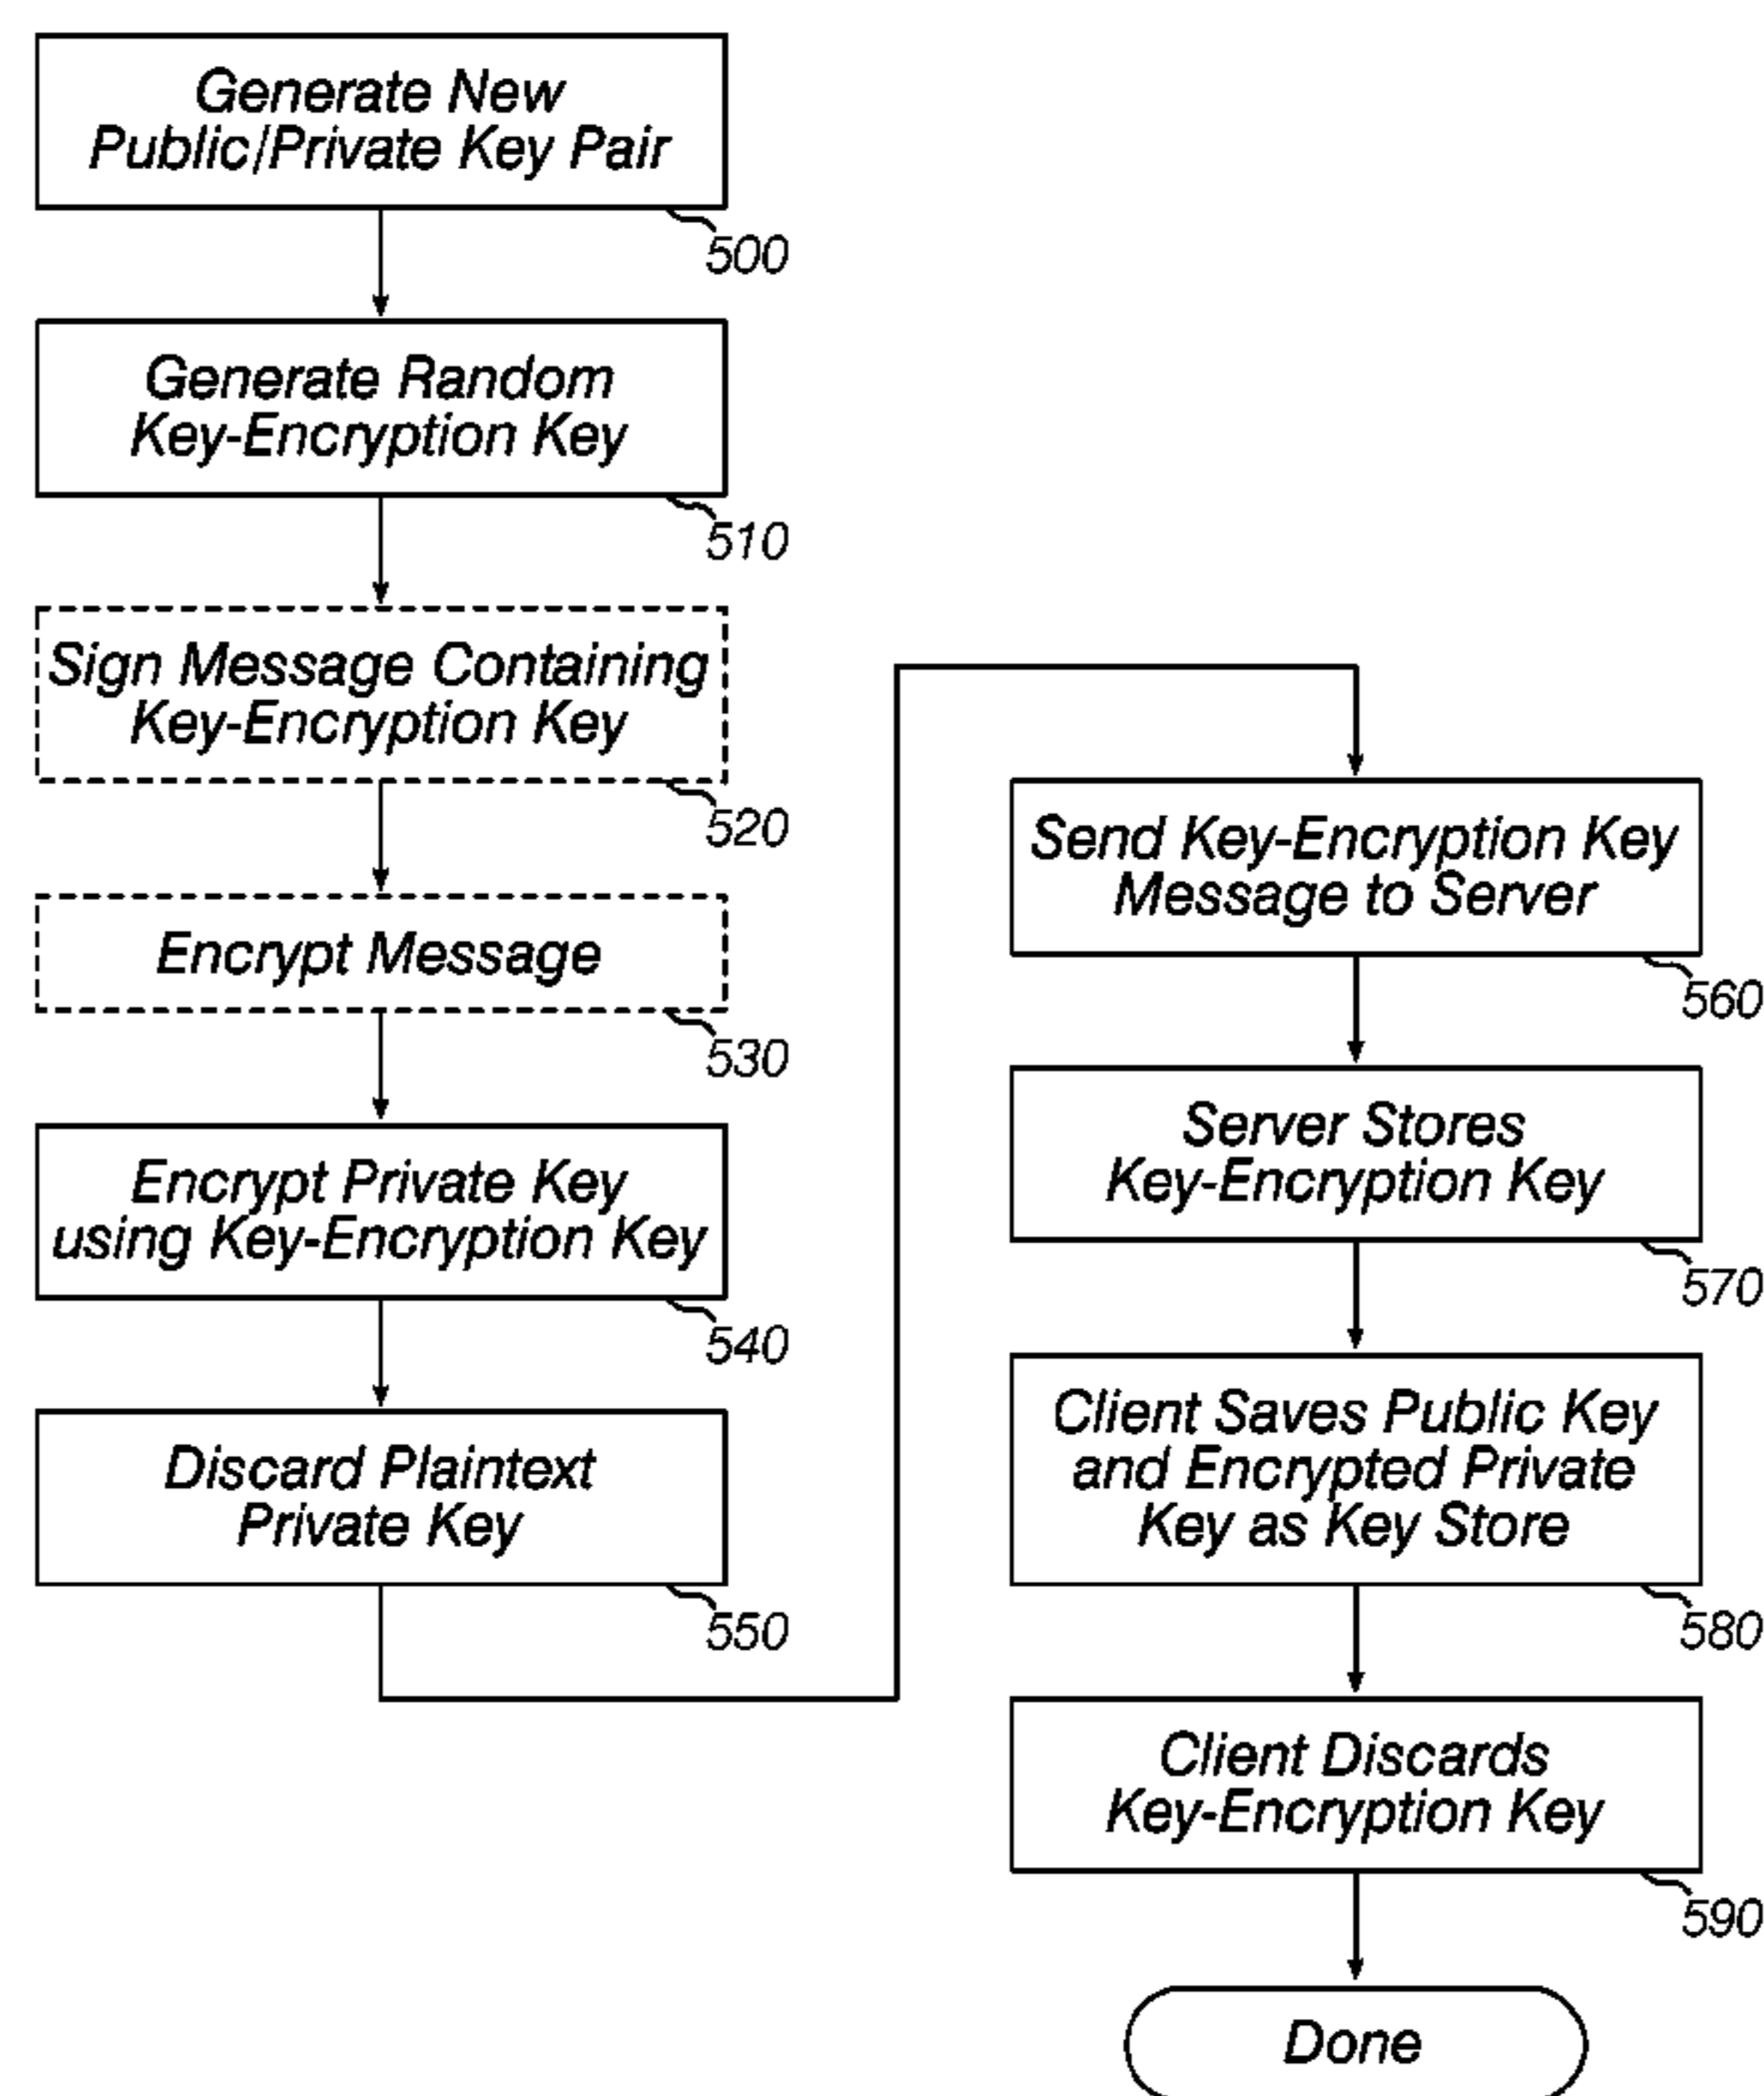 Generate New
Public/Private Key Pair
500
Generate Random
Key-Encryption Key
510
Sign Message Containing
Key-Encryption Key
520
Encrypt Message
530
Encrypt Private Key
using Key-Encryption Key
540
Discard Plaintext
Private Key
550
Send Key-Encryption Key
Message to Server
560
Server Stores
Key-Encryption Key
570
Client Saves Public Key
and Encrypted Private
Key as Key Store
580
Client Discards
Key-Encryption Key
590
Done